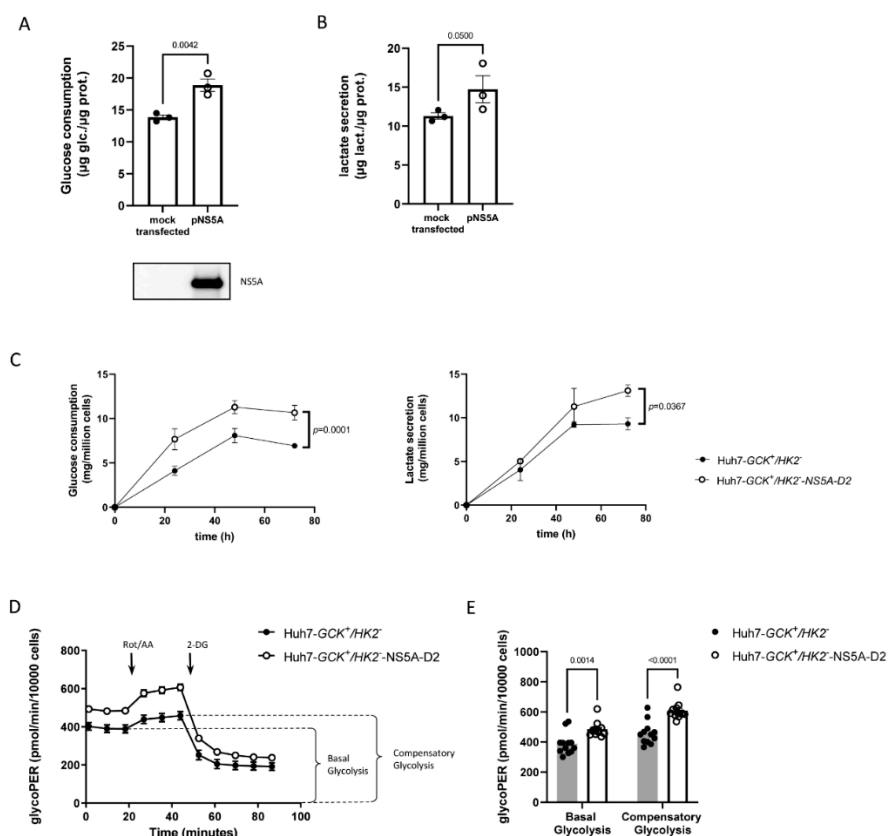 A
0.0042
Glucose consumption
(µg glc./µg prot.)
25
20
15
10
5
0
mock
transfected
pNS5A
NS5A
B
0.0500
lactate secretion
(µg lact./µg prot.)
20
15
10
5
0
mock
transfected
pNS5A
C
Glucose consumption
(mg/million cells)
15
10
5
0
0
20
40
60
80
time (h)
p=0.0001
Lactate secretion
(mg/million cells)
15
10
5
0
0
20
40
60
80
time (h)
p=0.0367
Huh7-GCK⁺/HK2⁻
Huh7-GCK⁺/HK2⁻-NS5A-D2
D
Rot/AA
2-DG
Huh7-GCK⁺/HK2⁻
Huh7-GCK⁺/HK2⁻-NS5A-D2
glycoPER (pmol/min/10000 cells)
800
600
400
200
0
0
20
40
60
80
100
Time (minutes)
Basal
Glycolysis
Compensatory
Glycolysis
E
Huh7-GCK⁺/HK2⁻
Huh7-GCK⁺/HK2⁻-NS5A-D2
0.0014
<0.0001
glycoPER (pmol/min/10000 cells)
1000
800
600
400
200
0
Basal
Glycolysis
Compensatory
Glycolysis